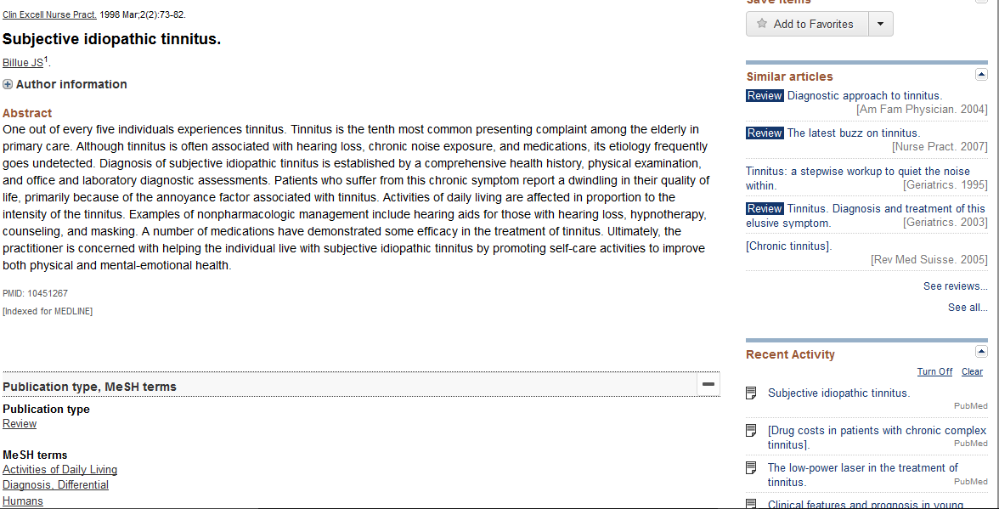 Clin Excell Nurse Pract. 1998 Mar;2(2):73-82.
Subjective idiopathic tinnitus.
Billue JS1.
Author information
Abstract
One out of every five individuals experiences tinnitus. Tinnitus is the tenth most common presenting complaint among the elderly in
primary care. Although tinnitus is often associated with hearing loss, chronic noise exposure, and medications, its etiology frequently
goes undetected. Diagnosis of subjective idiopathic tinnitus is established by a comprehensive health history, physical examination,
and office and laboratory diagnostic assessments. Patients who suffer from this chronic symptom report a dwindling in their quality of
life, primarily because of the annoyance factor associated with tinnitus. Activities of daily living are affected in proportion to the
intensity of the tinnitus. Examples of nonpharmacologic management include hearing aids for those with hearing loss, hypnotherapy,
counseling, and masking. A number of medications have demonstrated some efficacy in the treatment of tinnitus. Ultimately, the
practitioner is concerned with helping the individual live with subjective idiopathic tinnitus by promoting self-care activities to improve
both physical and mental-emotional health.
PMID: 10451267
[Indexed for MEDLINE]
Publication type, MeSH terms
Publication type
Review
MeSH terms
Activities of Daily Living
Diagnosis, Differential
Humans
Save items
Add to Favorites
Similar articles
Review Diagnostic approach to tinnitus.
[Am Fam Physician. 2004]
Review The latest buzz on tinnitus.
[Nurse Pract. 2007]
Tinnitus: a stepwise workup to quiet the noise
within. [Geriatrics. 1995]
Review Tinnitus. Diagnosis and treatment of this
elusive symptom. [Geriatrics. 2003]
[Chronic tinnitus].
[Rev Med Suisse. 2005]
See reviews...
See all...
Recent Activity
Turn Off Clear
Subjective idiopathic tinnitus.
PubMed
[Drug costs in patients with chronic complex
tinnitus]. PubMed
The low-power laser in the treatment of
tinnitus. PubMed
Clinical features and prognosis in young